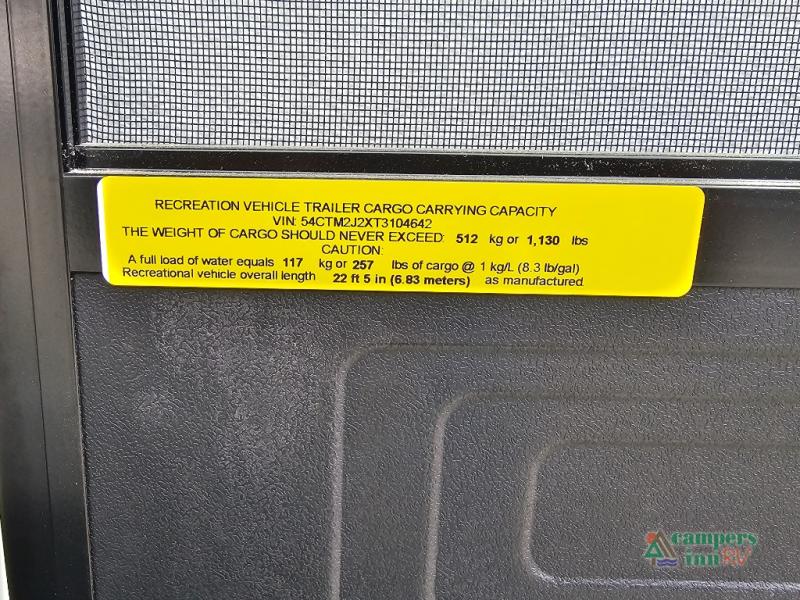 RECREATION VEHICLE TRAILER CARGO CARRYING CAPACITY
VIN: 54CTM2J2XT3104642
THE WEIGHT OF CARGO SHOULD NEVER EXCEED: 512 kg or 1,130 lbs
CAUTION:
A full load of water equals 117 kg or 257 lbs of cargo @ 1 kg/L (8.3 lb/gal)
Recreational vehicle overall length 22 ft 5 in (6.83 meters) as manufactured.
campers
inn RV